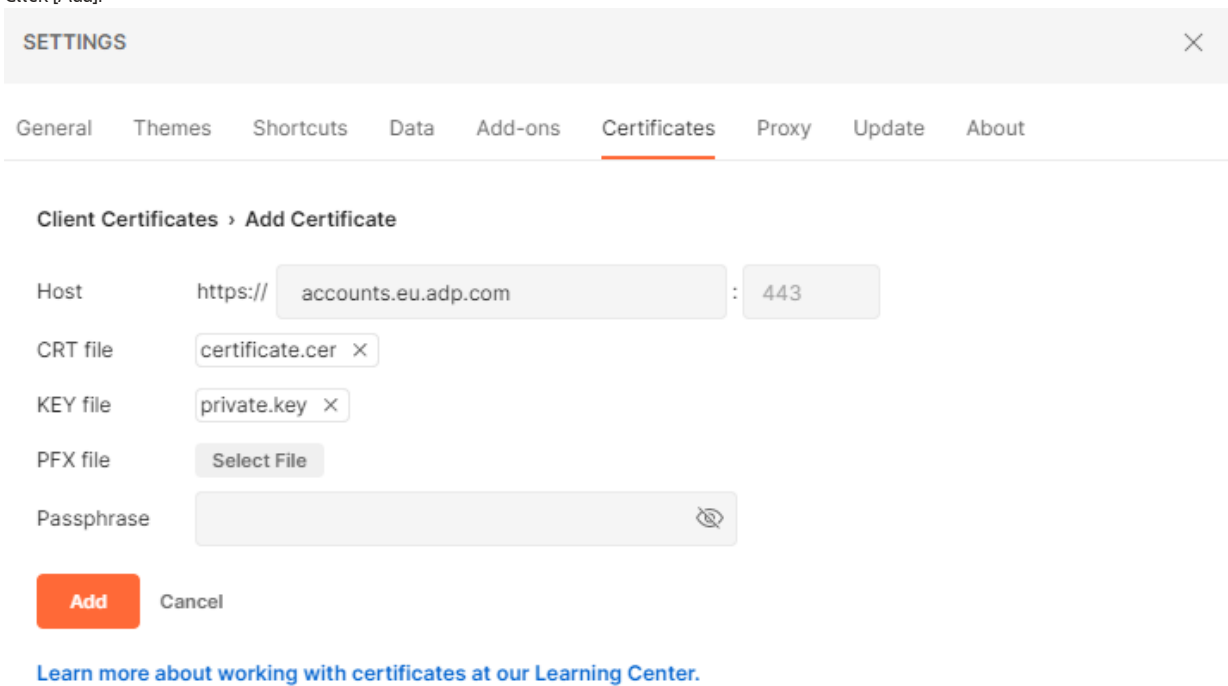 SETTINGS
General Themes Shortcuts Data Add-ons Certificates Proxy Update About
Client Certificates › Add Certificate
Host https:// accounts.eu.adp.com : 443
CRT file certificate.cer ×
KEY file private.key ×
PFX file Select File
Passphrase
Add Cancel
Learn more about working with certificates at our Learning Center.